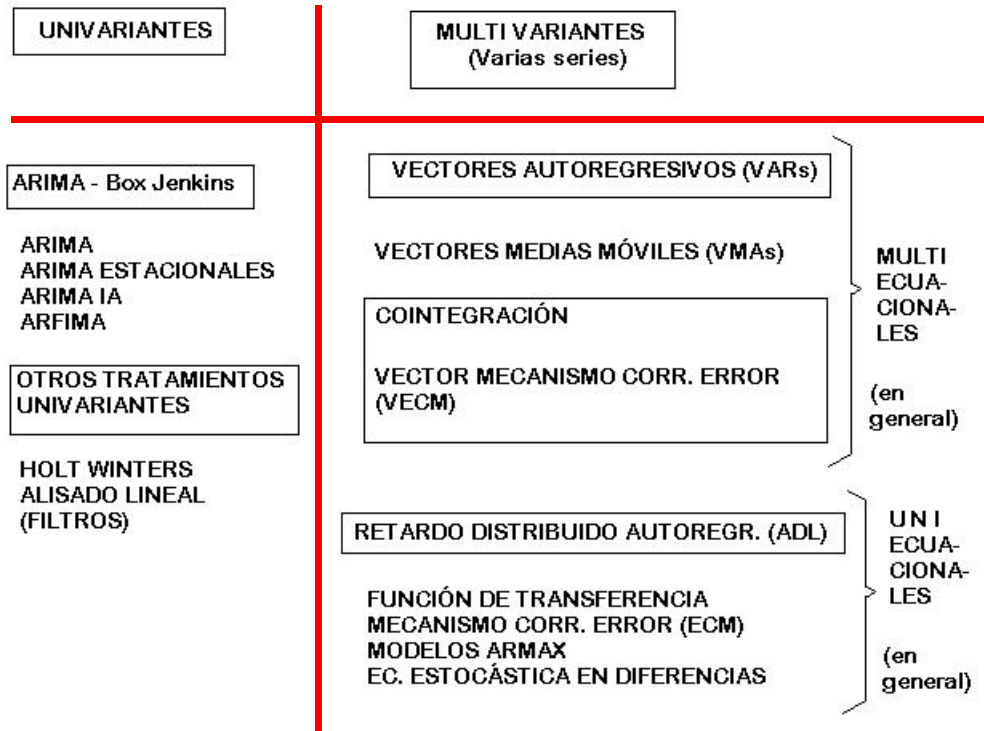 UNIVARIANTES
MULTI VARIANTES
(Varias series)
ARIMA - Box Jenkins
ARIMA
ARIMA ESTACIONALES
ARIMA IA
ARFIMA
OTROS TRATAMIENTOS
UNIVARIANTES
HOLT WINTERS
ALISADO LINEAL
(FILTROS)
VECTORES AUTOREGRESIVOS (VARs)
VECTORES MEDIAS MÓVILES (VMAs)
COINTEGRACIÓN
VECTOR MECANISMO CORR. ERROR
(VECM)
MULTI
ECUA-
CIONA-
LES
(en
general)
RETARDO DISTRIBUIDO AUTOREGR. (ADL)
FUNCIÓN DE TRANSFERENCIA
MECANISMO CORR. ERROR (ECM)
MODELOS ARMAX
EC. ESTOCÁSTICA EN DIFERENCIAS
U N I
ECUA-
CIONA-
LES
(en
general)